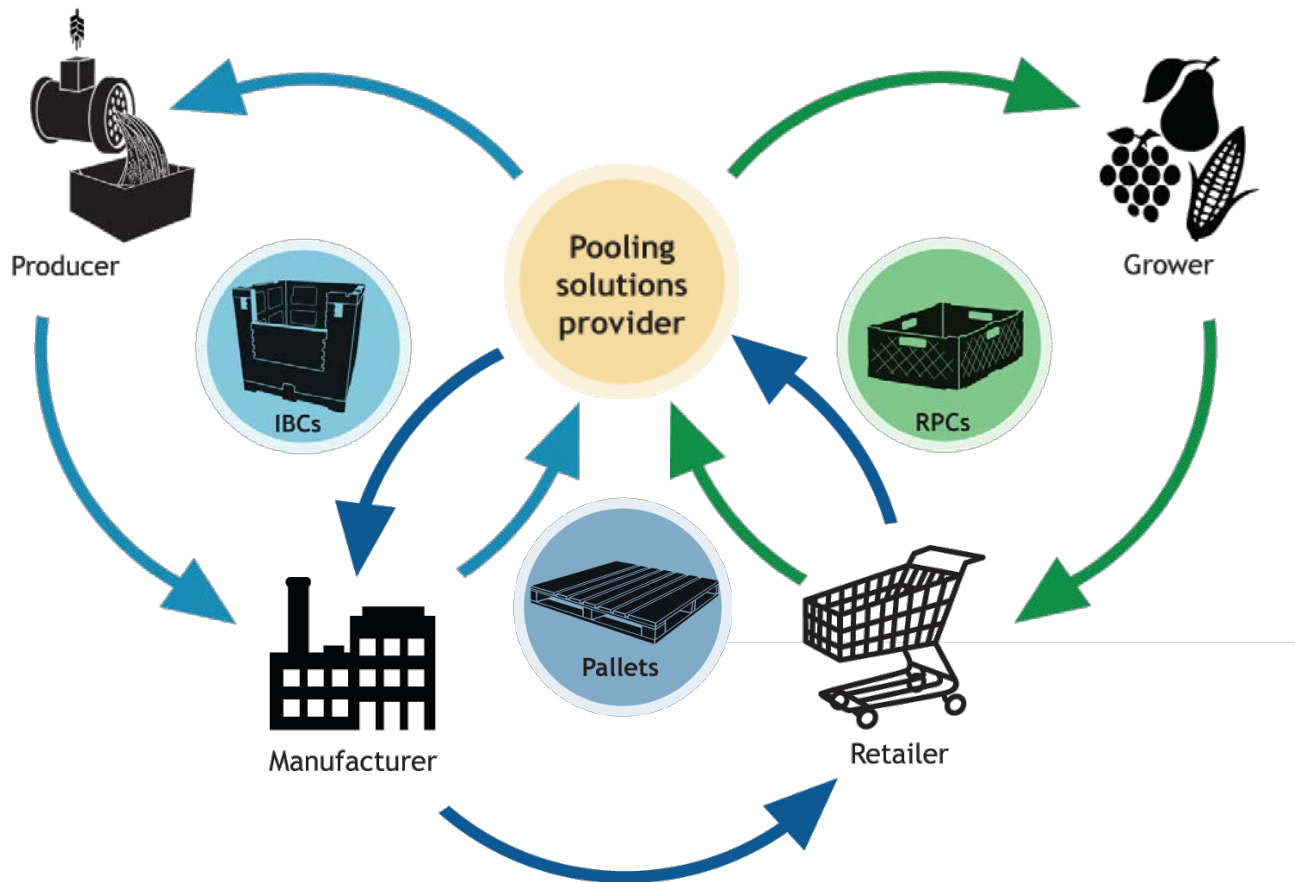 Pooling
solutions
provider
Producer
Grower
IBCs
RPCs
Pallets
Manufacturer
Retailer